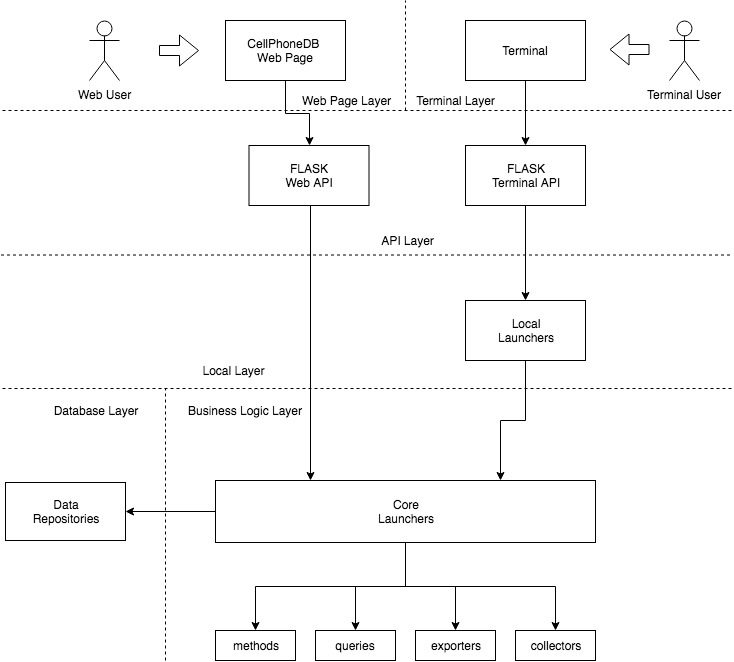 CellPhoneDB
Web Page
Terminal
Web User
Web Page Layer
Terminal Layer
Terminal User
FLASK
Web API
FLASK
Terminal API
API Layer
Local
Launchers
Local Layer
Database Layer
Business Logic Layer
Data
Repositories
Core
Launchers
methods
queries
exporters
collectors